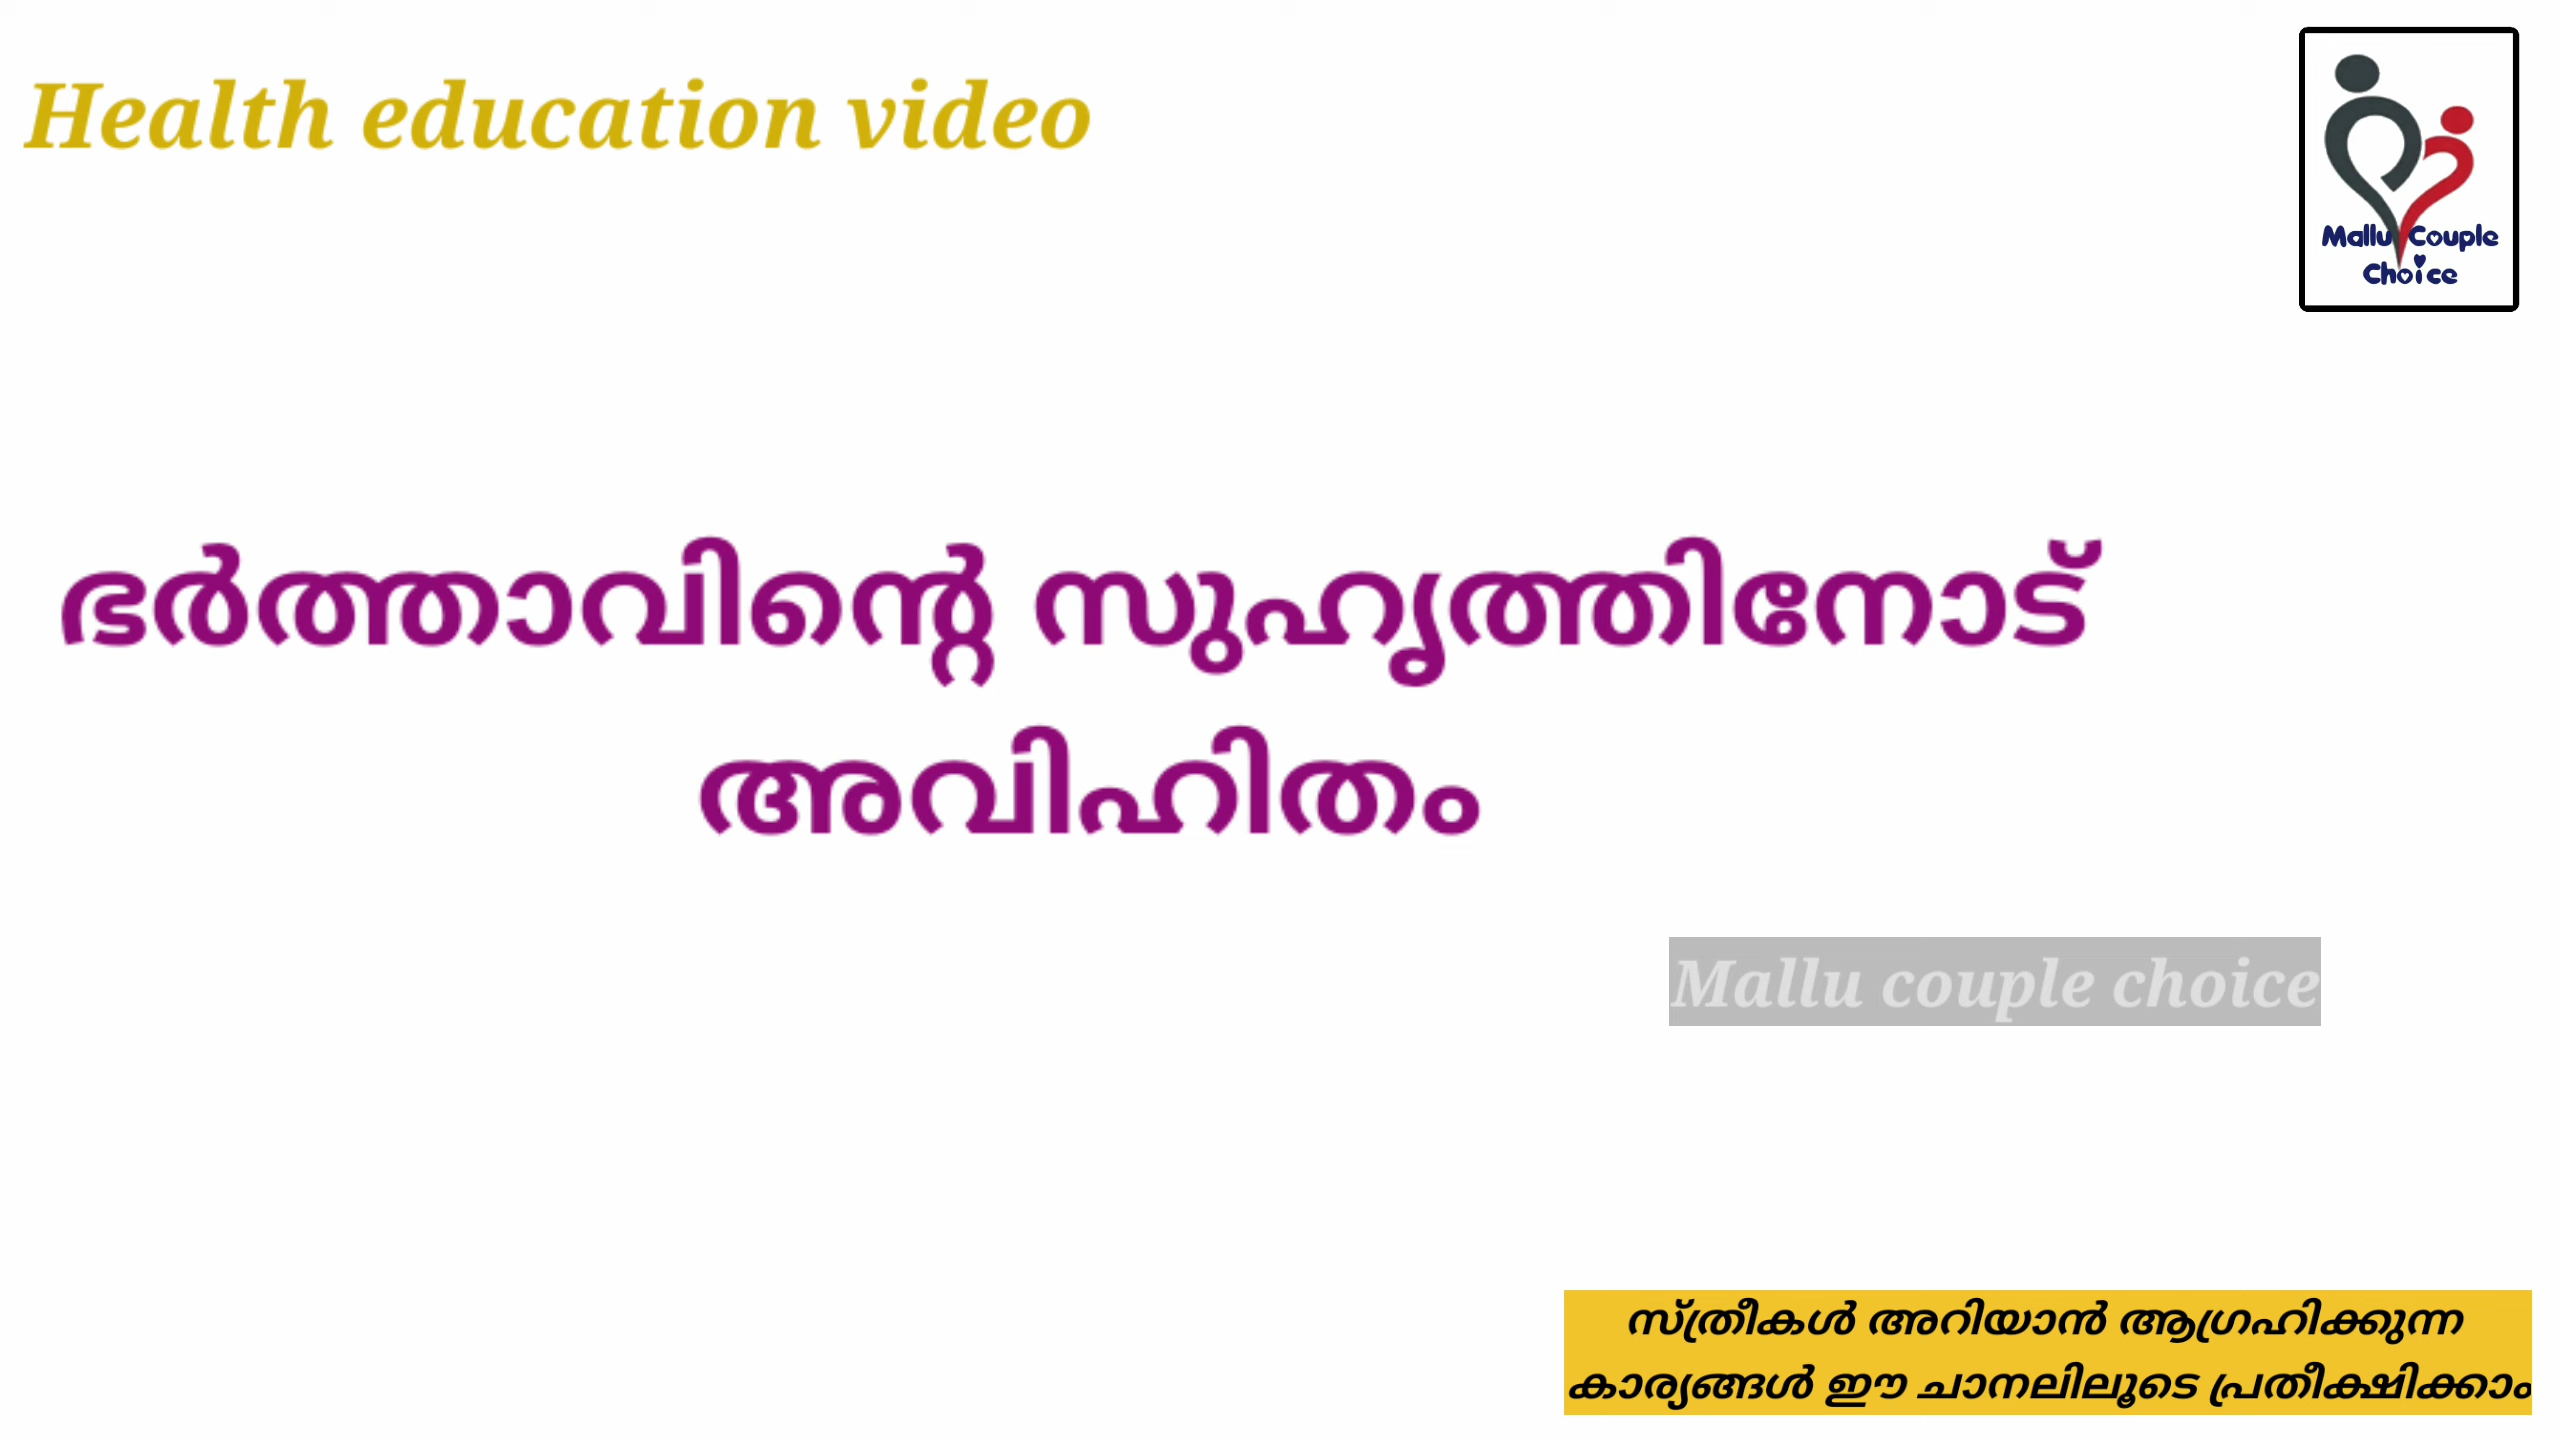 Health education video
Mallu Couple
Choice
ഭർത്താവിന്റെ സുഹൃത്തിനോട്
അവിഹിതം
Mallu couple choice
സ്ത്രീകൾ അറിയാൻ ആഗ്രഹിക്കുന്ന
കാര്യങ്ങൾ ഈ ചാനലിലൂടെ പ്രതീക്ഷിക്കാം